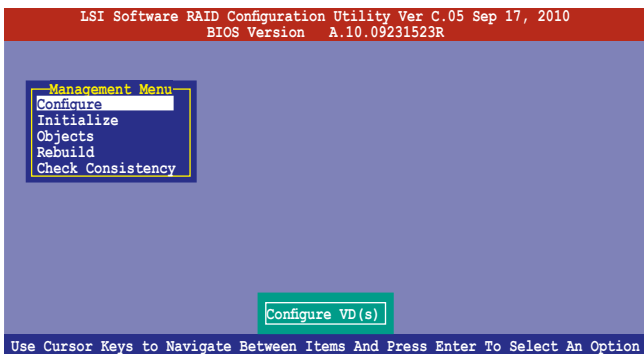 LSI Software RAID Configuration Utility Ver C.05 Sep 17, 2010
BIOS Version A.10.09231523R
Management Menu
Configure
Initialize
Objects
Rebuild
Check Consistency
Configure VD(s)
Use Cursor Keys to Navigate Between Items And Press Enter To Select An Option